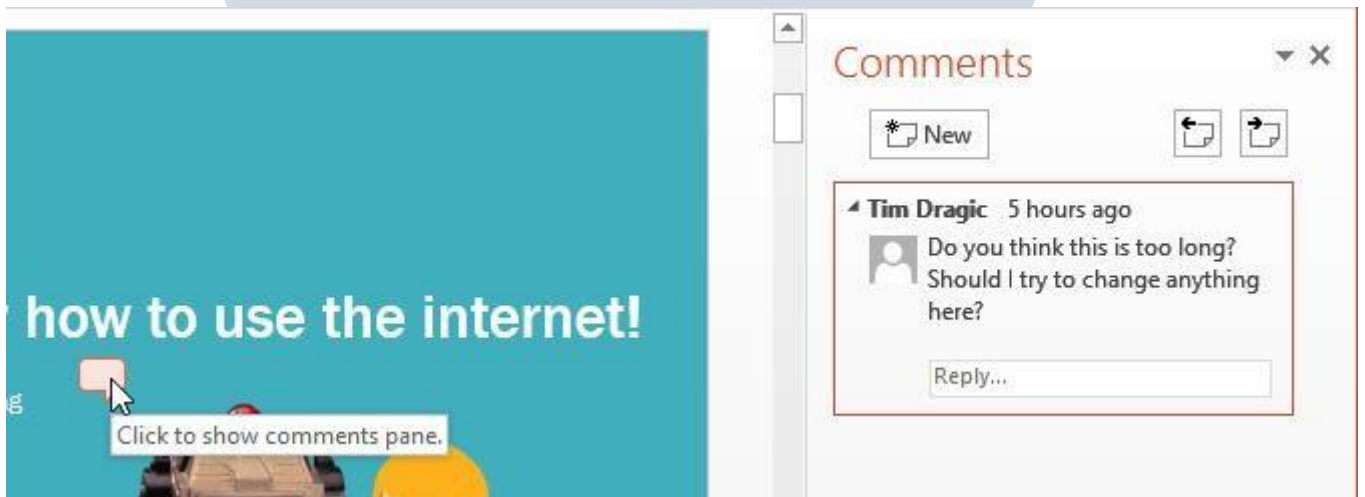 how to use the internet!
g
Click to show comments pane.
Comments
New
Tim Dragic 5 hours ago
Do you think this is too long?
Should I try to change anything
here?
Reply...